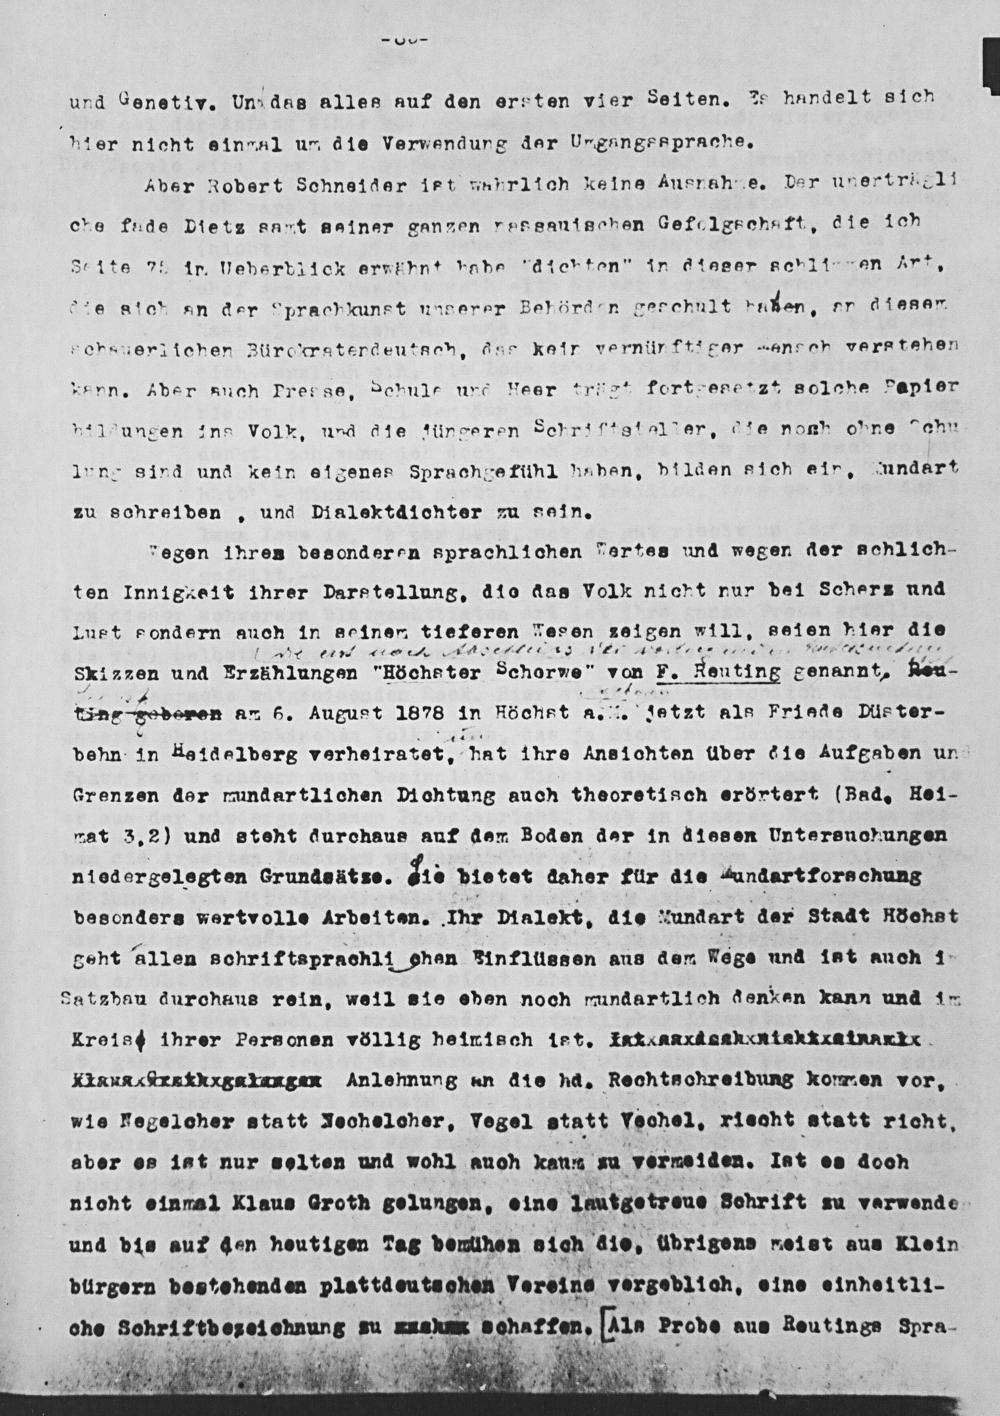 und Genetiv. Und das alles auf den ersten vier Seiten. Es handelt sich
hier nicht einmal um die Verwendung der Umgangssprache.
Aber Robert Schneider ist wahrlich keine Ausnahme. Der unerträgli
che fade Dietz samt seiner ganzen nassauischen Gefolgschaft, die ich
Seite 75 im Ueberblick erwähnt habe "dichten" in dieser schlimmen Art,
die sich an der Sprachkunst unserer Behörden geschult haben, an diesem
schauerlichen Bürokratendeutsch, das kein vernünftiger Mensch verstehen
kann. Aber auch Presse, Schule und Heer trägt fortgesetzt solche Papier
bildungen ins Volk, und die jüngeren Schriftsteller, die noch ohne Schu
lung sind und kein eigenes Sprachgefühl haben, bilden sich ein, Mundart
zu schreiben , und Dialektdichter zu sein.
Wegen ihres besonderen sprachlichen Wertes und wegen der schlich-
ten Innigkeit ihrer Darstellung, die das Volk nicht nur bei Scherz und
Lust sondern auch in seinem tieferen Wesen zeigen will, seien hier die
(die erst nach Abschluss der
Skizzen und Erzählungen "Höchster Schorwe" von F. Reuting genannt. Reu-
geboren
ting geboren am 6. August 1878 in Höchst a.M. jetzt als Friede Düster-
behn in Heidelberg verheiratet, hat ihre Ansichten über die Aufgaben und
Grenzen der mundartlichen Dichtung auch theoretisch erörtert (Bad. Hei-
mat 3,2) und steht durchaus auf dem Boden der in diesen Untersuchungen
niedergelegten Grundsätze. Sie bietet daher für die Mundartforschung
besonders wertvolle Arbeiten. Ihr Dialekt, die Mundart der Stadt Höchst
geht allen schriftsprachli chen Einflüssen aus dem Wege und ist auch i
Satzbau durchaus rein, weil sie eben noch mundartlich denken kann und im
Kreis ihrer Personen völlig heimisch ist.
Anlehnung an die hd. Rechtschreibung kommen vor,
wie Negelcher statt Nechelcher, Vegel statt Vechel, riecht statt richt,
aber es ist nur selten und wohl auch kaum zu vermeiden. Ist es doch
nicht einmal Klaus Groth gelungen, eine lautgetreue Schrift zu verwende
und bis auf den heutigen Tag bemühen sich die, übrigens meist aus Klein
bürgern bestehenden plattdeutschen Vereine vergeblich, eine einheitli-
che Schriftbezeichnung zu schaffen. [Als Probe aus Reutings Spra-